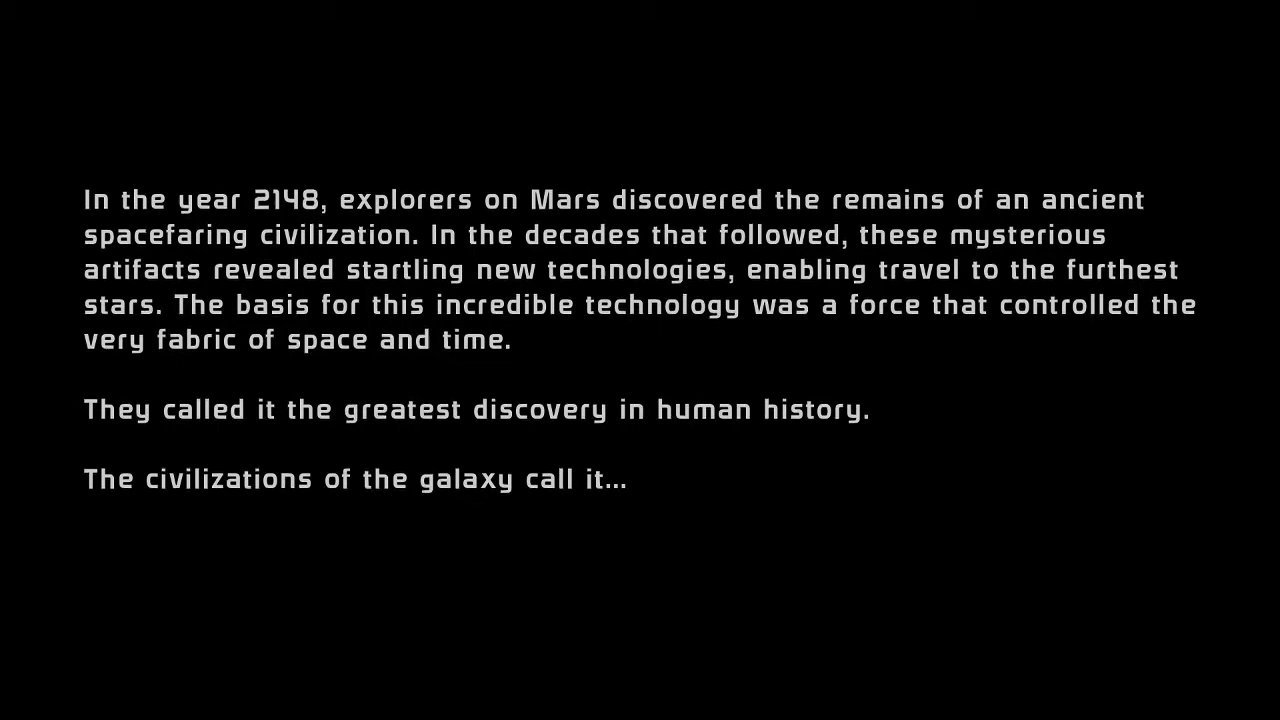 In the year 2148, explorers on Mars discovered the remains of an ancient
spacefaring civilization. In the decades that followed, these mysterious
artifacts revealed startling new technologies, enabling travel to the furthest
stars. The basis for this incredible technology was a force that controlled the
very fabric of space and time.
They called it the greatest discovery in human history.
The civilizations of the galaxy call it...